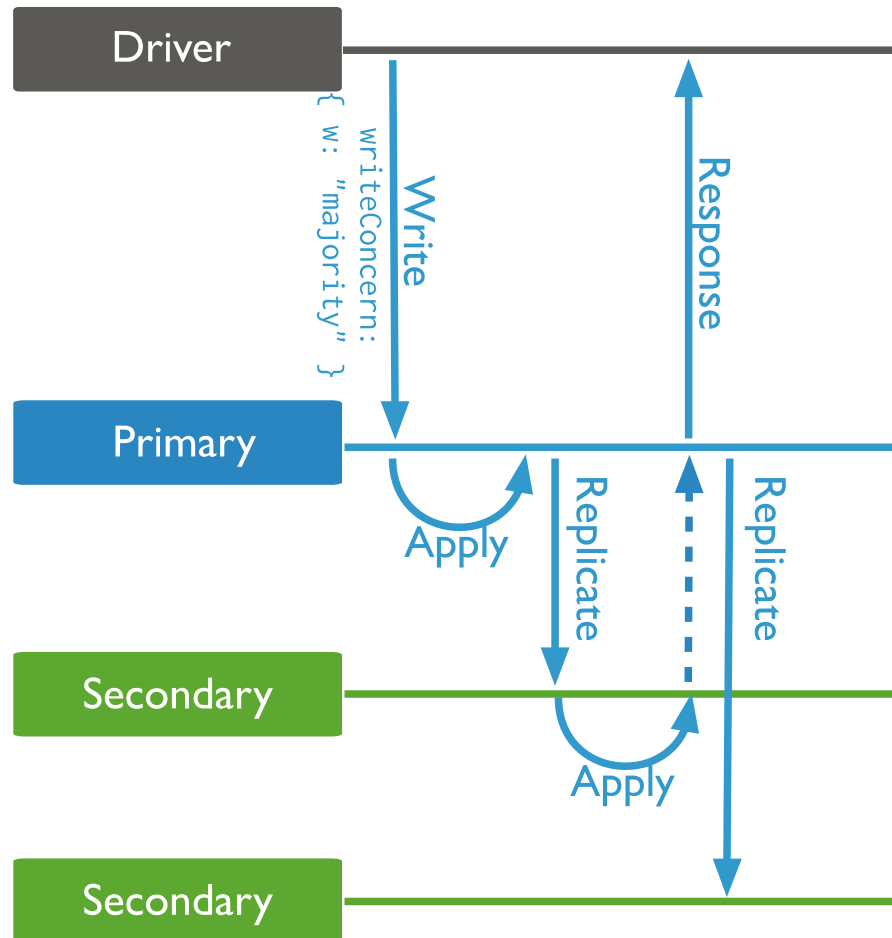 Driver
Write
writeConcern:
{ w: ”majority” }
Response
Primary
Apply
Replicate
Replicate
Secondary
Apply
Secondary